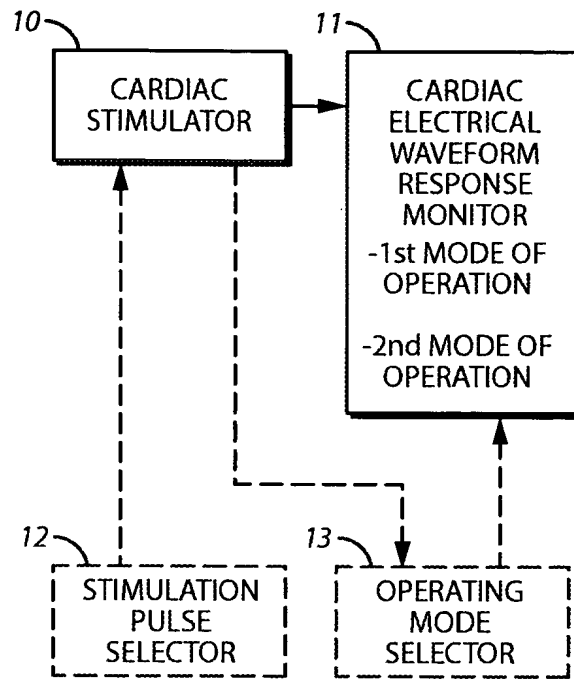 10
CARDIAC
STIMULATOR
11
CARDIAC
ELECTRICAL
WAVEFORM
RESPONSE
MONITOR
-1st MODE OF
OPERATION
-2nd MODE OF
OPERATION
12
STIMULATION
PULSE
SELECTOR
13
OPERATING
MODE
SELECTOR